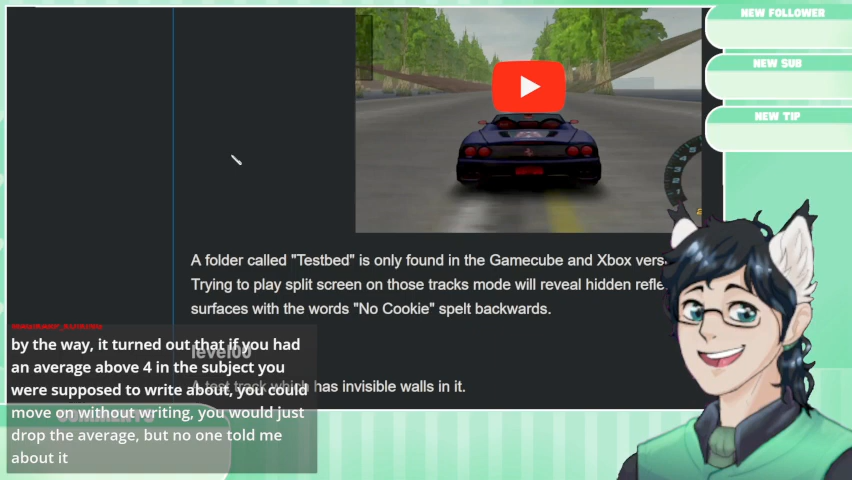 NEW FOLLOWER
NEW SUB
NEW TIP
A folder called "Testbed" is only found in the Gamecube and Xbox
Trying to play split screen on those tracks mode will reveal hidden
surfaces with the words "No Cookie" spelt backwards.
level00
A test track which has invisible walls in it.
by the way, it turned out that if you had
an average above 4 in the subject you
were supposed to write about, you could
move on without writing, you would just
drop the average, but no one told me
about it